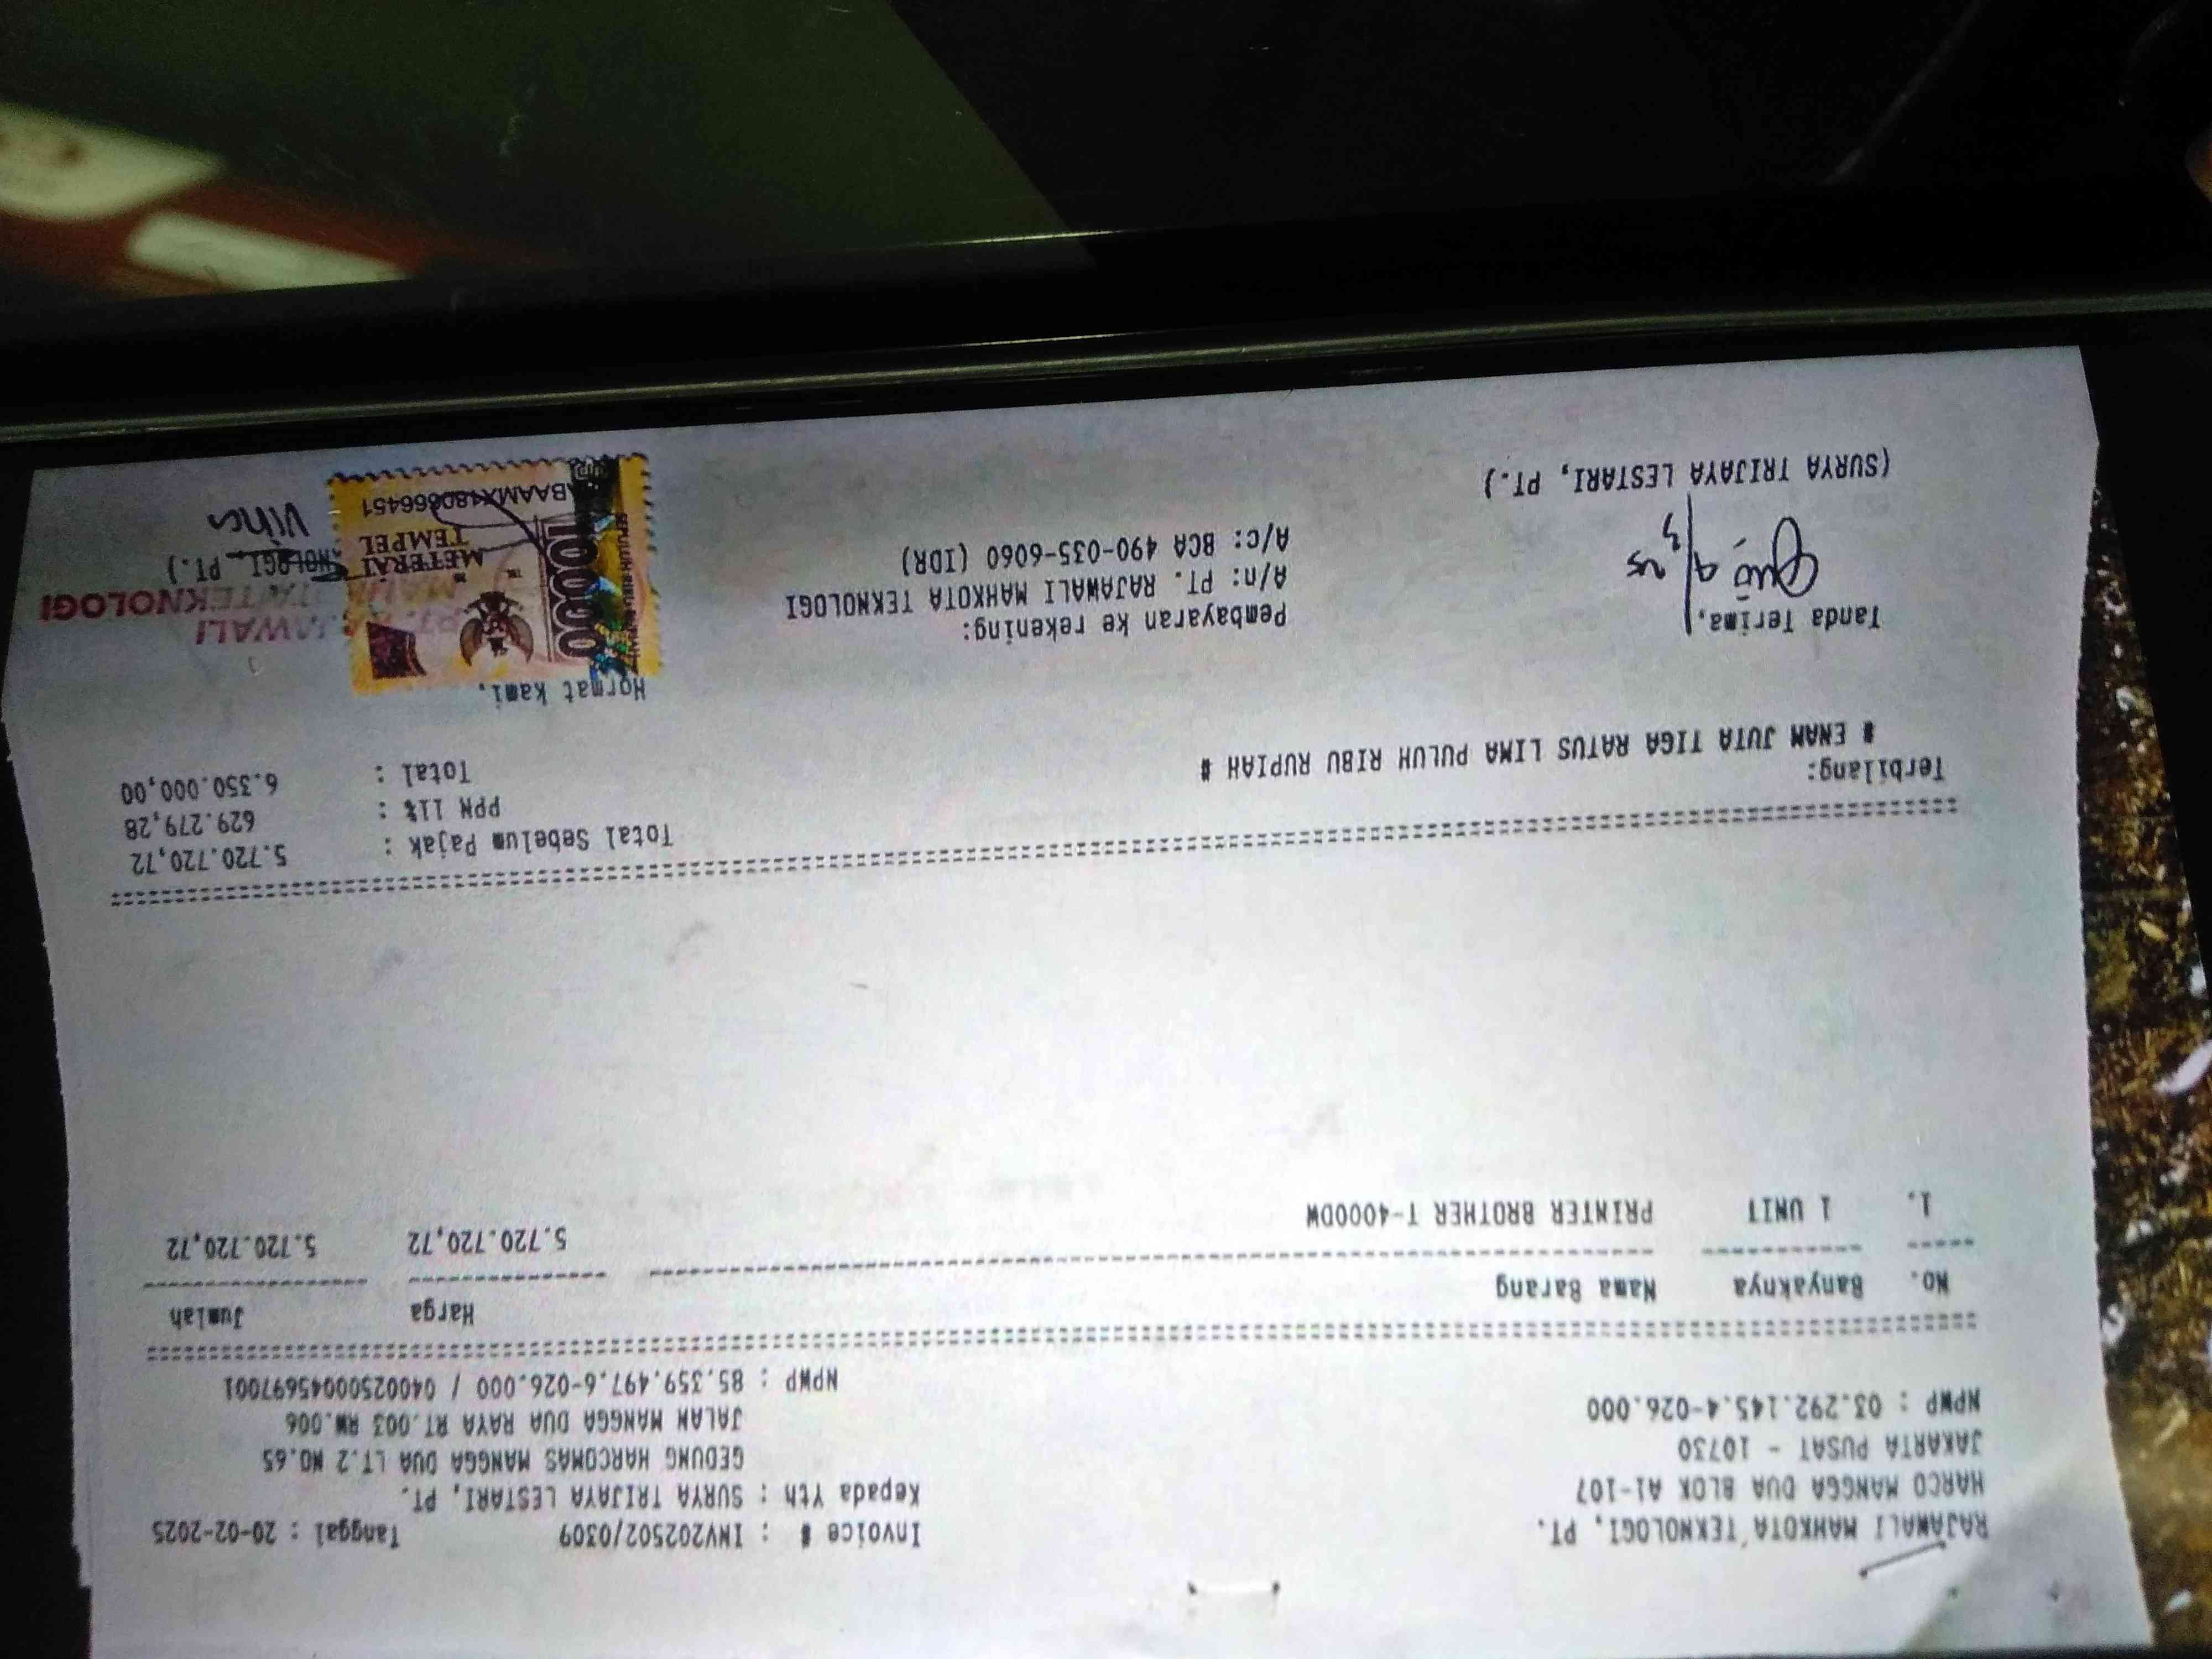 RAJAWALI MAHKOTA TEKNOLOGI, PT.
HARCO MANGGA DUA BLOK A1-107
JAKARTA PUSAT - 10730
NPWP : 03.292.145.4-026.000
Invoice # : INV202502/0309 Tanggal : 20-02-2025
Kepada Yth : SURYA TRIJAYA LESTARI, PT.
GEDUNG HARCOMAS MANGGA DUA LT.2 NO.65
JALAN MANGGA DUA RAYA RT.003 RW.006
NPWP : 85.359.497.6-026.000 / 04002500045697001
No. Banyaknya Nama Barang Harga Jumlah
1. 1 UNIT PRINTER BROTHER T-4000DW 5.720.720,72 5.720.720,72
Terbilang:
# ENAM JUTA TIGA RATUS LIMA PULUH RIBU RUPIAH #
Total Sebelum Pajak : 5.720.720,72
PPN 11% : 629.279,28
Total : 6.350.000,00
Tanda Terima,
(SURYA TRIJAYA LESTARI, PT.)
Pembayaran ke rekening:
A/n: PT. RAJAWALI MAHKOTA TEKNOLOGI
A/c: BCA 490-035-6060 (IDR)
Hormat kami,
10000
METERAI
TEMPEL
TEKNOLOGI
NOLOGI, PT.)